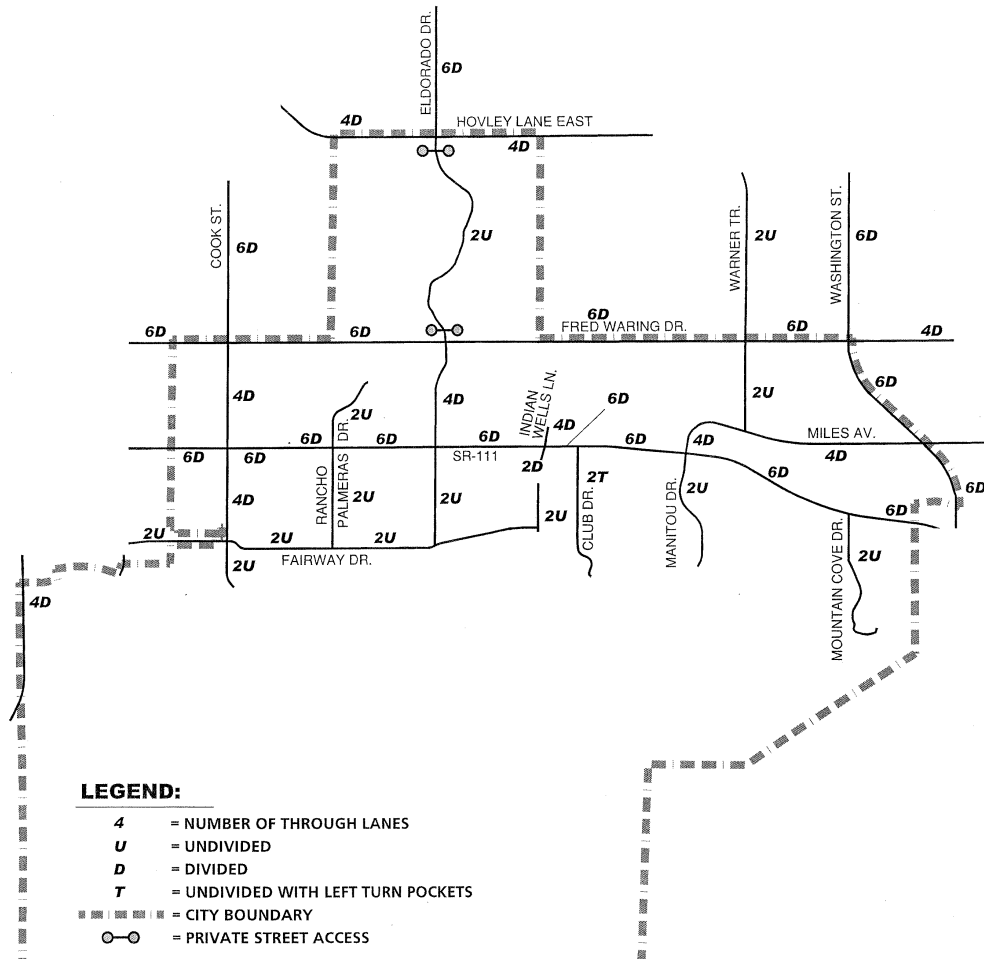 ELDORADO DR.
6D
4D
HOVLEY LANE EAST
4D
COOK ST.
6D
2U
WARNER TR.
2U
WASHINGTON ST.
6D
6D
6D
6D
FRED WARING DR.
6D
4D
4D
2U
4D
INDIAN
WELLS LN.
4D
6D
2U
6D
6D
6D
6D
SR-111
6D
4D
MILES AV.
4D
6D
6D
2D
2T
6D
6D
4D
RANCHO
PALMERAS DR.
2U
2U
2U
CLUB DR.
MANITOU DR.
2U
6D
2U
2U
2U
FAIRWAY DR.
2U
MOUNTAIN COVE DR.
2U
4D
LEGEND:
4 = NUMBER OF THROUGH LANES
U = UNDIVIDED
D = DIVIDED
T = UNDIVIDED WITH LEFT TURN POCKETS
= CITY BOUNDARY
= PRIVATE STREET ACCESS